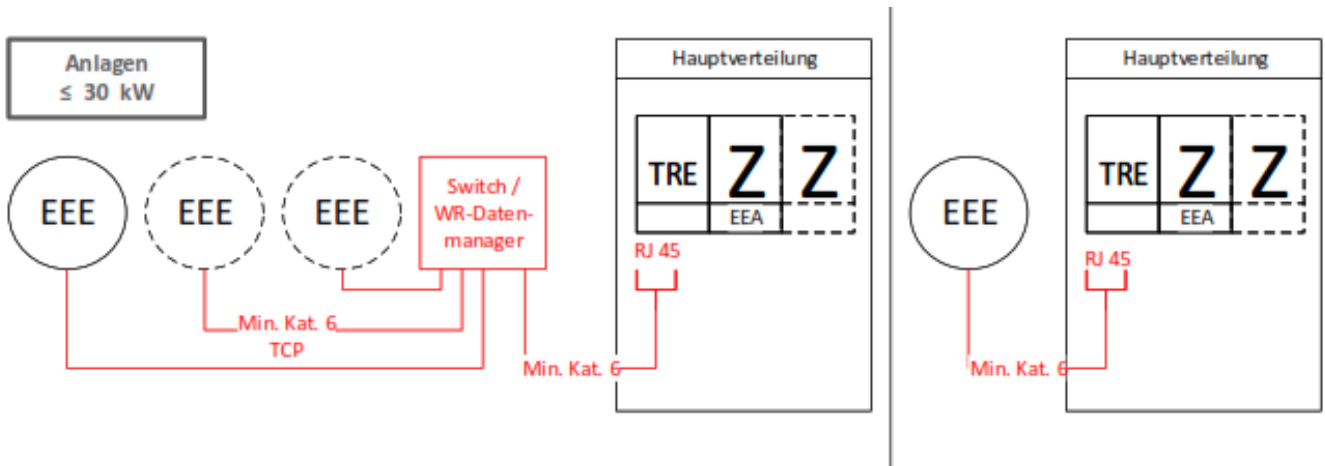 Anlagen
≤ 30 kW
EEE
EEE
EEE
Switch /
WR-Daten-
manager
Min. Kat. 6
TCP
Min. Kat. 6
Hauptverteilung
TRE
Z
Z
EEA
RJ 45
EEE
Min. Kat. 6
Hauptverteilung
TRE
Z
Z
EEA
RJ 45